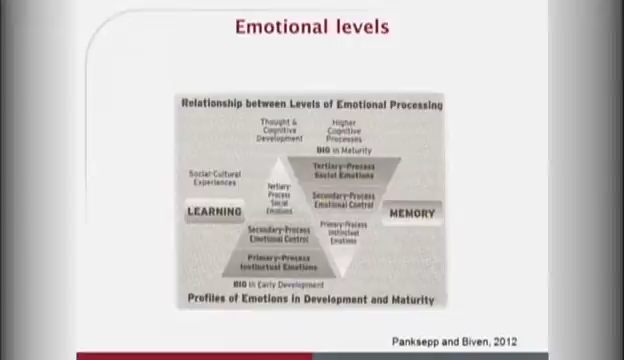 Emotional levels
Relationship between Levels of Emotional Processing
Thought &
Cognitive
Development
Higher
Cognitive
Processes
BIG in Maturity
Social-Cultural
Experiences
LEARNING
Tertiary-
Process
Social
Emotions
Secondary-Process
Emotional Control
Primary-Process
Instinctual Emotions
BIG in Early Development
Tertiary-Process
Social Emotions
Secondary-Process
Emotional Control
Primary-Process
Instinctual
Emotions
MEMORY
Profiles of Emotions in Development and Maturity
Panksepp and Biven, 2012